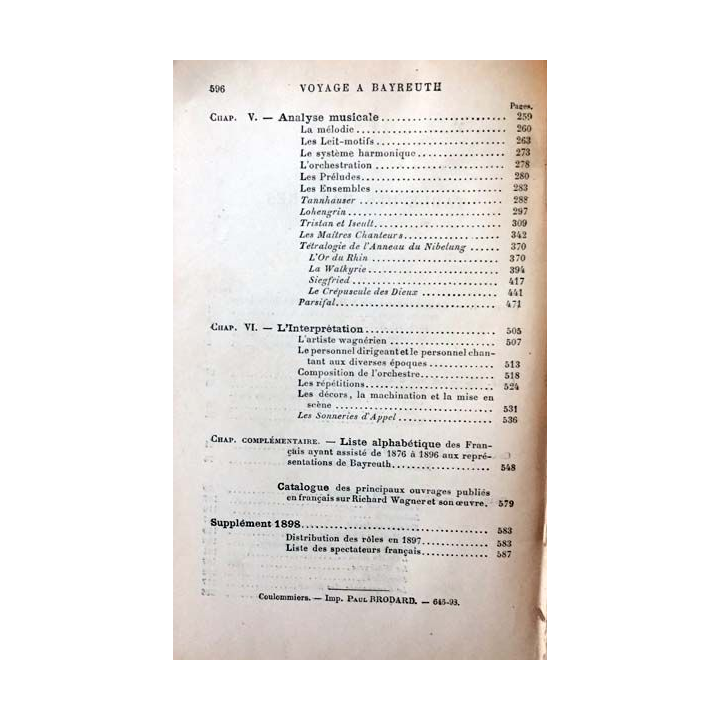 596 VOYAGE A BAYREUTH
Pages.
CHAP. V. — Analyse musicale 259
La mélodie 260
Les Leit-motifs 263
Le système harmonique 273
L'orchestration 278
Les Préludes 280
Les Ensembles 283
Tannhauser 288
Lohengrin 297
Tristan et Iseult 309
Les Maîtres Chanteurs 342
Tétralogie de l'Anneau du Nibelung 370
L'Or du Rhin 370
La Walkyrie 394
Siegfried 417
Le Crépuscule des Dieux 441
Parsifal 471
CHAP. VI. — L'Interprétation 505
L'artiste wagnérien 507
Le personnel dirigeant et le personnel chan-
tant aux diverses époques 513
Composition de l'orchestre 518
Les répétitions 524
Les décors, la machination et la mise en
scène 531
Les Sonneries d'Appel 536
CHAP. COMPLÉMENTAIRE. — Liste alphabétique des Fran-
çais ayant assisté de 1876 à 1896 aux repré-
sentations de Bayreuth 548
Catalogue des principaux ouvrages publiés
en français sur Richard Wagner et son œuvre. 579
Supplément 1898 583
Distribution des rôles en 1897 583
Liste des spectateurs français 587
Coulommiers. — Imp. PAUL BRODARD. — 646-98.